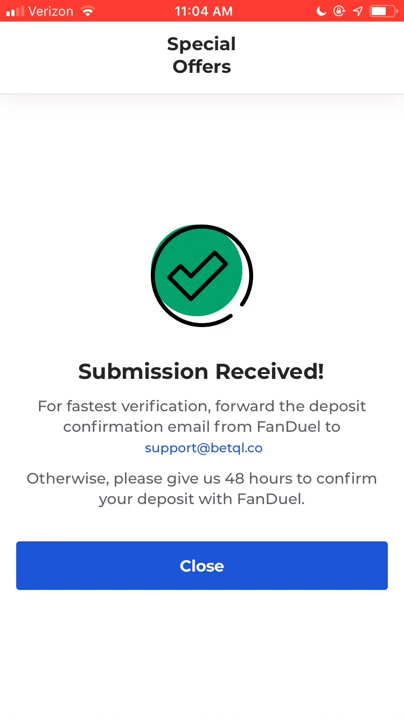 Verizon 11:04 AM
Special
Offers
Submission Received!
For fastest verification, forward the deposit
confirmation email from FanDuel to
support@betql.co
Otherwise, please give us 48 hours to confirm
your deposit with FanDuel.
Close